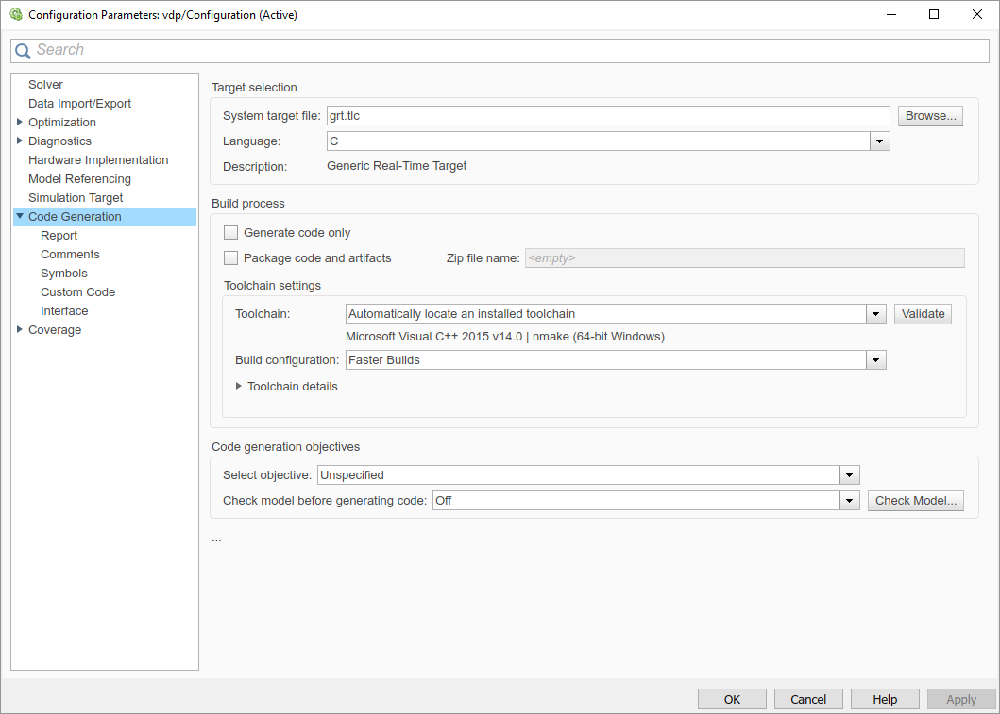 Configuration Parameters: vdp/Configuration (Active)
Search
Solver
Data Import/Export
Optimization
Diagnostics
Hardware Implementation
Model Referencing
Simulation Target
Code Generation
Report
Comments
Symbols
Custom Code
Interface
Coverage
Target selection
System target file: grt.tlc Browse...
Language: C
Description: Generic Real-Time Target
Build process
Generate code only
Package code and artifacts Zip file name: <empty>
Toolchain settings
Toolchain: Automatically locate an installed toolchain Validate
Microsoft Visual C++ 2015 v14.0 | nmake (64-bit Windows)
Build configuration: Faster Builds
Toolchain details
Code generation objectives
Select objective: Unspecified
Check model before generating code: Off Check Model...
...
OK Cancel Help Apply